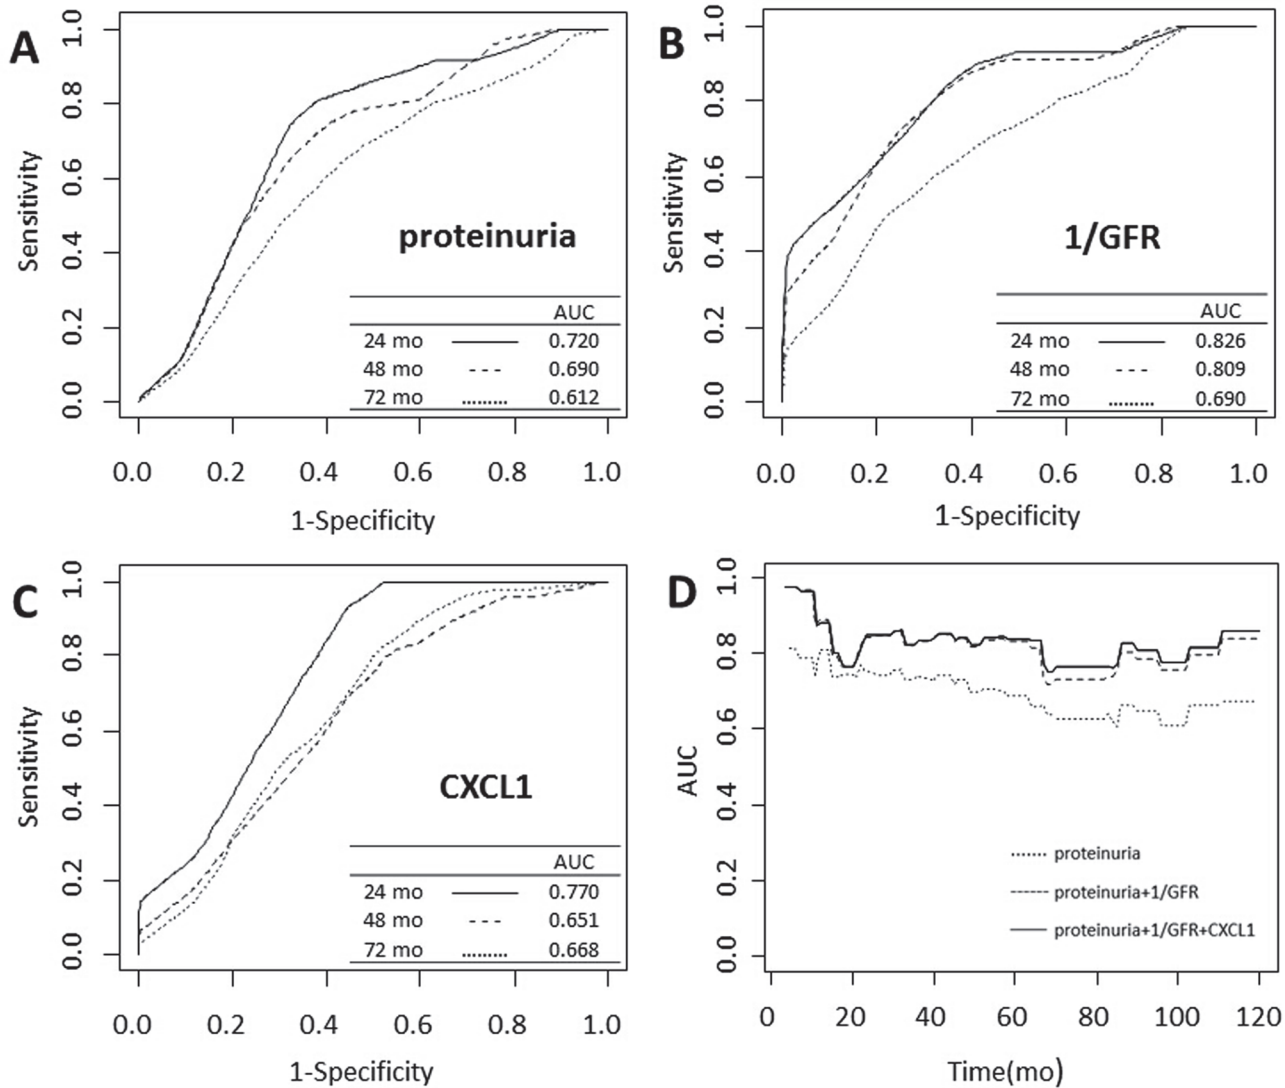 A
Sensitivity
1.0
0.8
0.6
0.4
0.2
0.0
proteinuria
AUC
24 mo 0.720
48 mo 0.690
72 mo 0.612
0.0 0.2 0.4 0.6 0.8 1.0
1-Specificity
B
Sensitivity
1.0
0.8
0.6
0.4
0.2
0.0
1/GFR
AUC
24 mo 0.826
48 mo 0.809
72 mo 0.690
0.0 0.2 0.4 0.6 0.8 1.0
1-Specificity
C
Sensitivity
1.0
0.8
0.6
0.4
0.2
0.0
CXCL1
AUC
24 mo 0.770
48 mo 0.651
72 mo 0.668
0.0 0.2 0.4 0.6 0.8 1.0
1-Specificity
D
AUC
1.0
0.8
0.6
0.4
0.2
0.0
proteinuria
proteinuria+1/GFR
proteinuria+1/GFR+CXCL1
0 20 40 60 80 100 120
Time(mo)